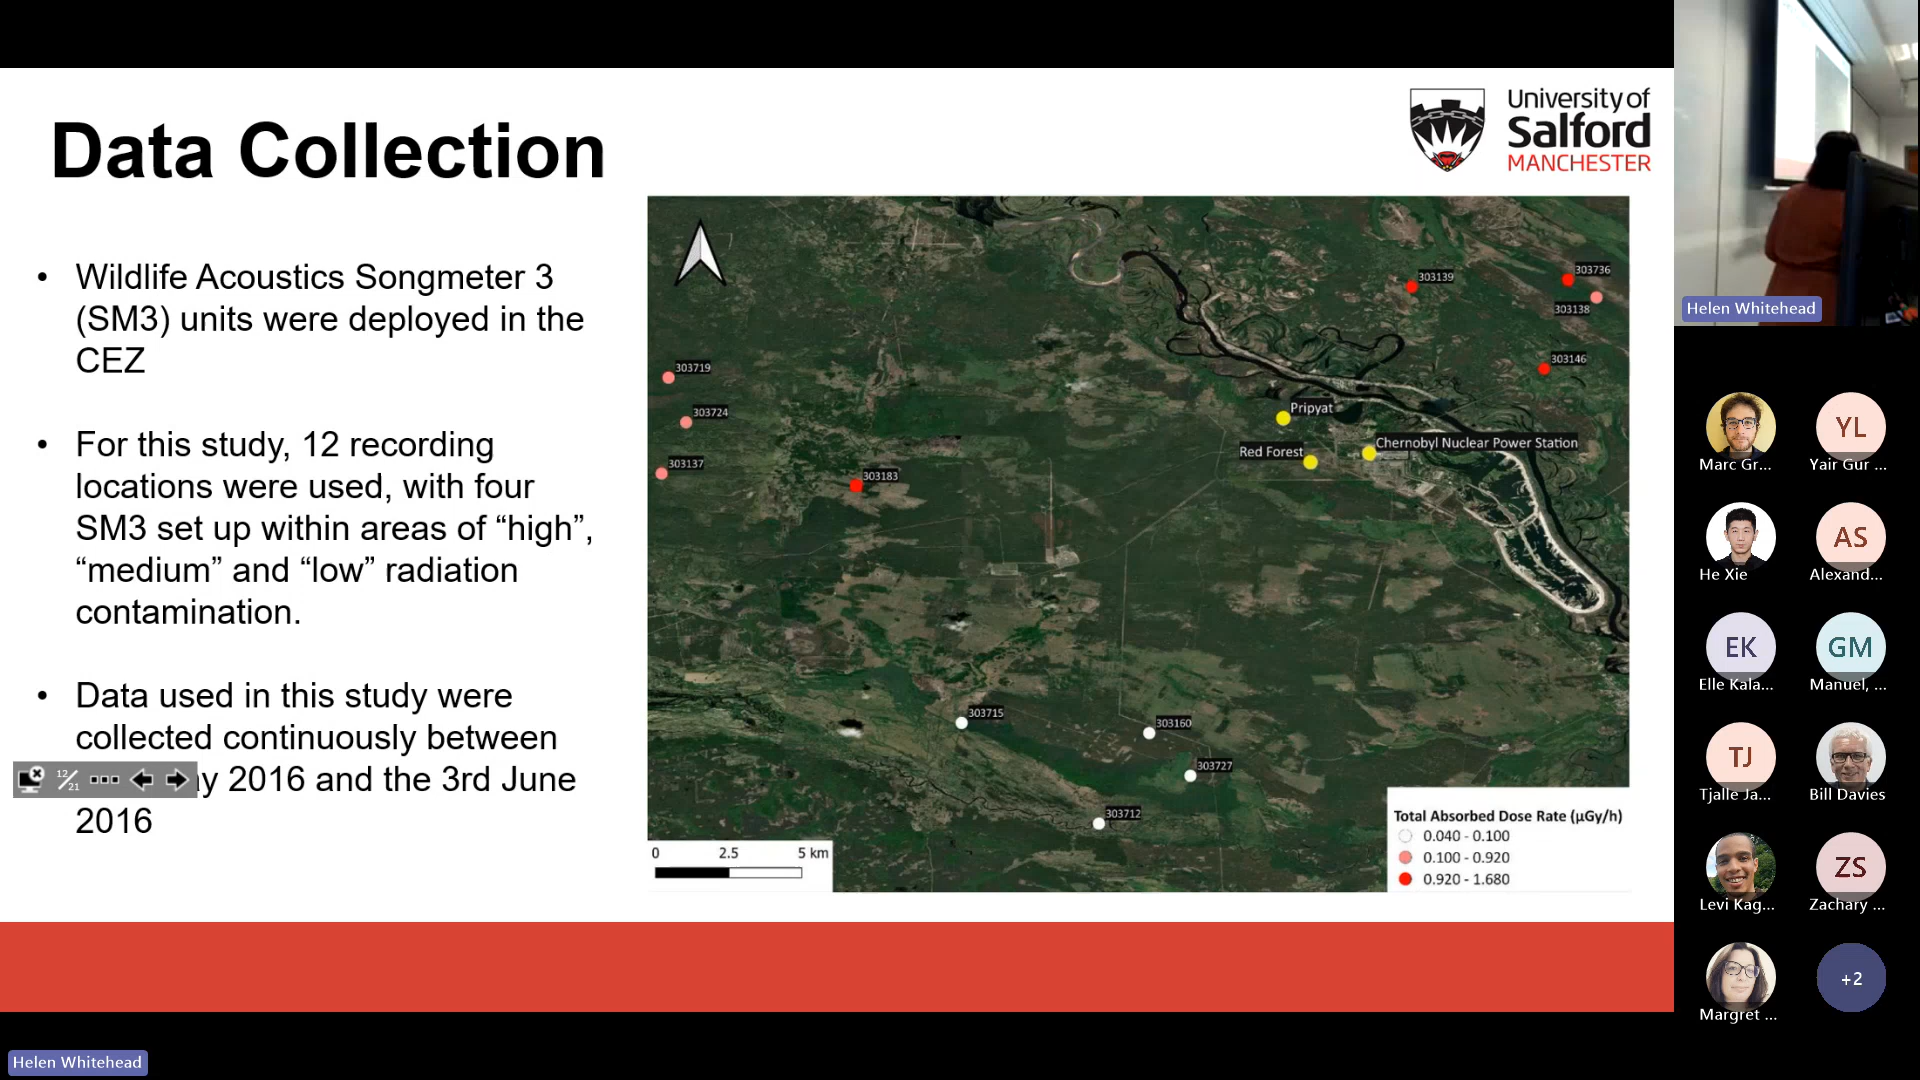 Data Collection
University of
Salford
MANCHESTER
• Wildlife Acoustics Songmeter 3
(SM3) units were deployed in the
CEZ
• For this study, 12 recording
locations were used, with four
SM3 set up within areas of “high”,
“medium” and “low” radiation
contamination.
• Data used in this study were
collected continuously between
y 2016 and the 3rd June
2016
12/21
303139
303736
303138
303146
303719
303724
303137
303183
Pripyat
Chernobyl Nuclear Power Station
Red Forest
303715
303160
303727
303712
0 2.5 5 km
Total Absorbed Dose Rate (µGy/h)
0.040 - 0.100
0.100 - 0.920
0.920 - 1.680
Helen Whitehead
YL
Marc Gr... Yair Gur ...
AS
He Xie Alexand...
EK GM
Elle Kala... Manuel, ...
TJ
Tjalle Ja... Bill Davies
ZS
Levi Kag... Zachary ...
+2
Margret ...
Helen Whitehead